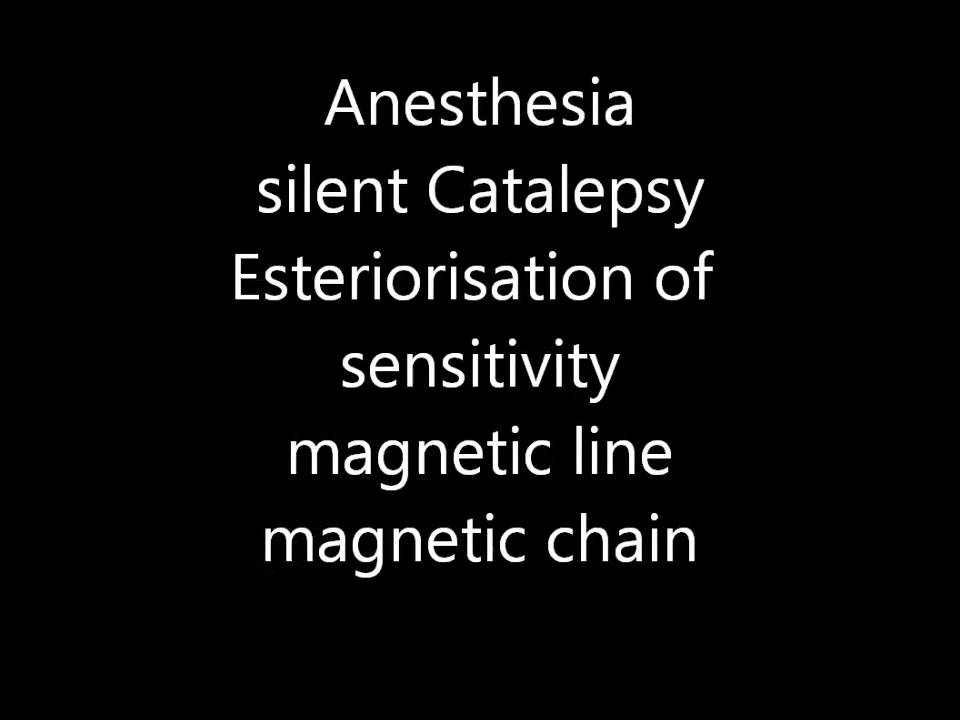 Anesthesia
silent Catalepsy
Esteriorisation of
sensitivity
magnetic line
magnetic chain